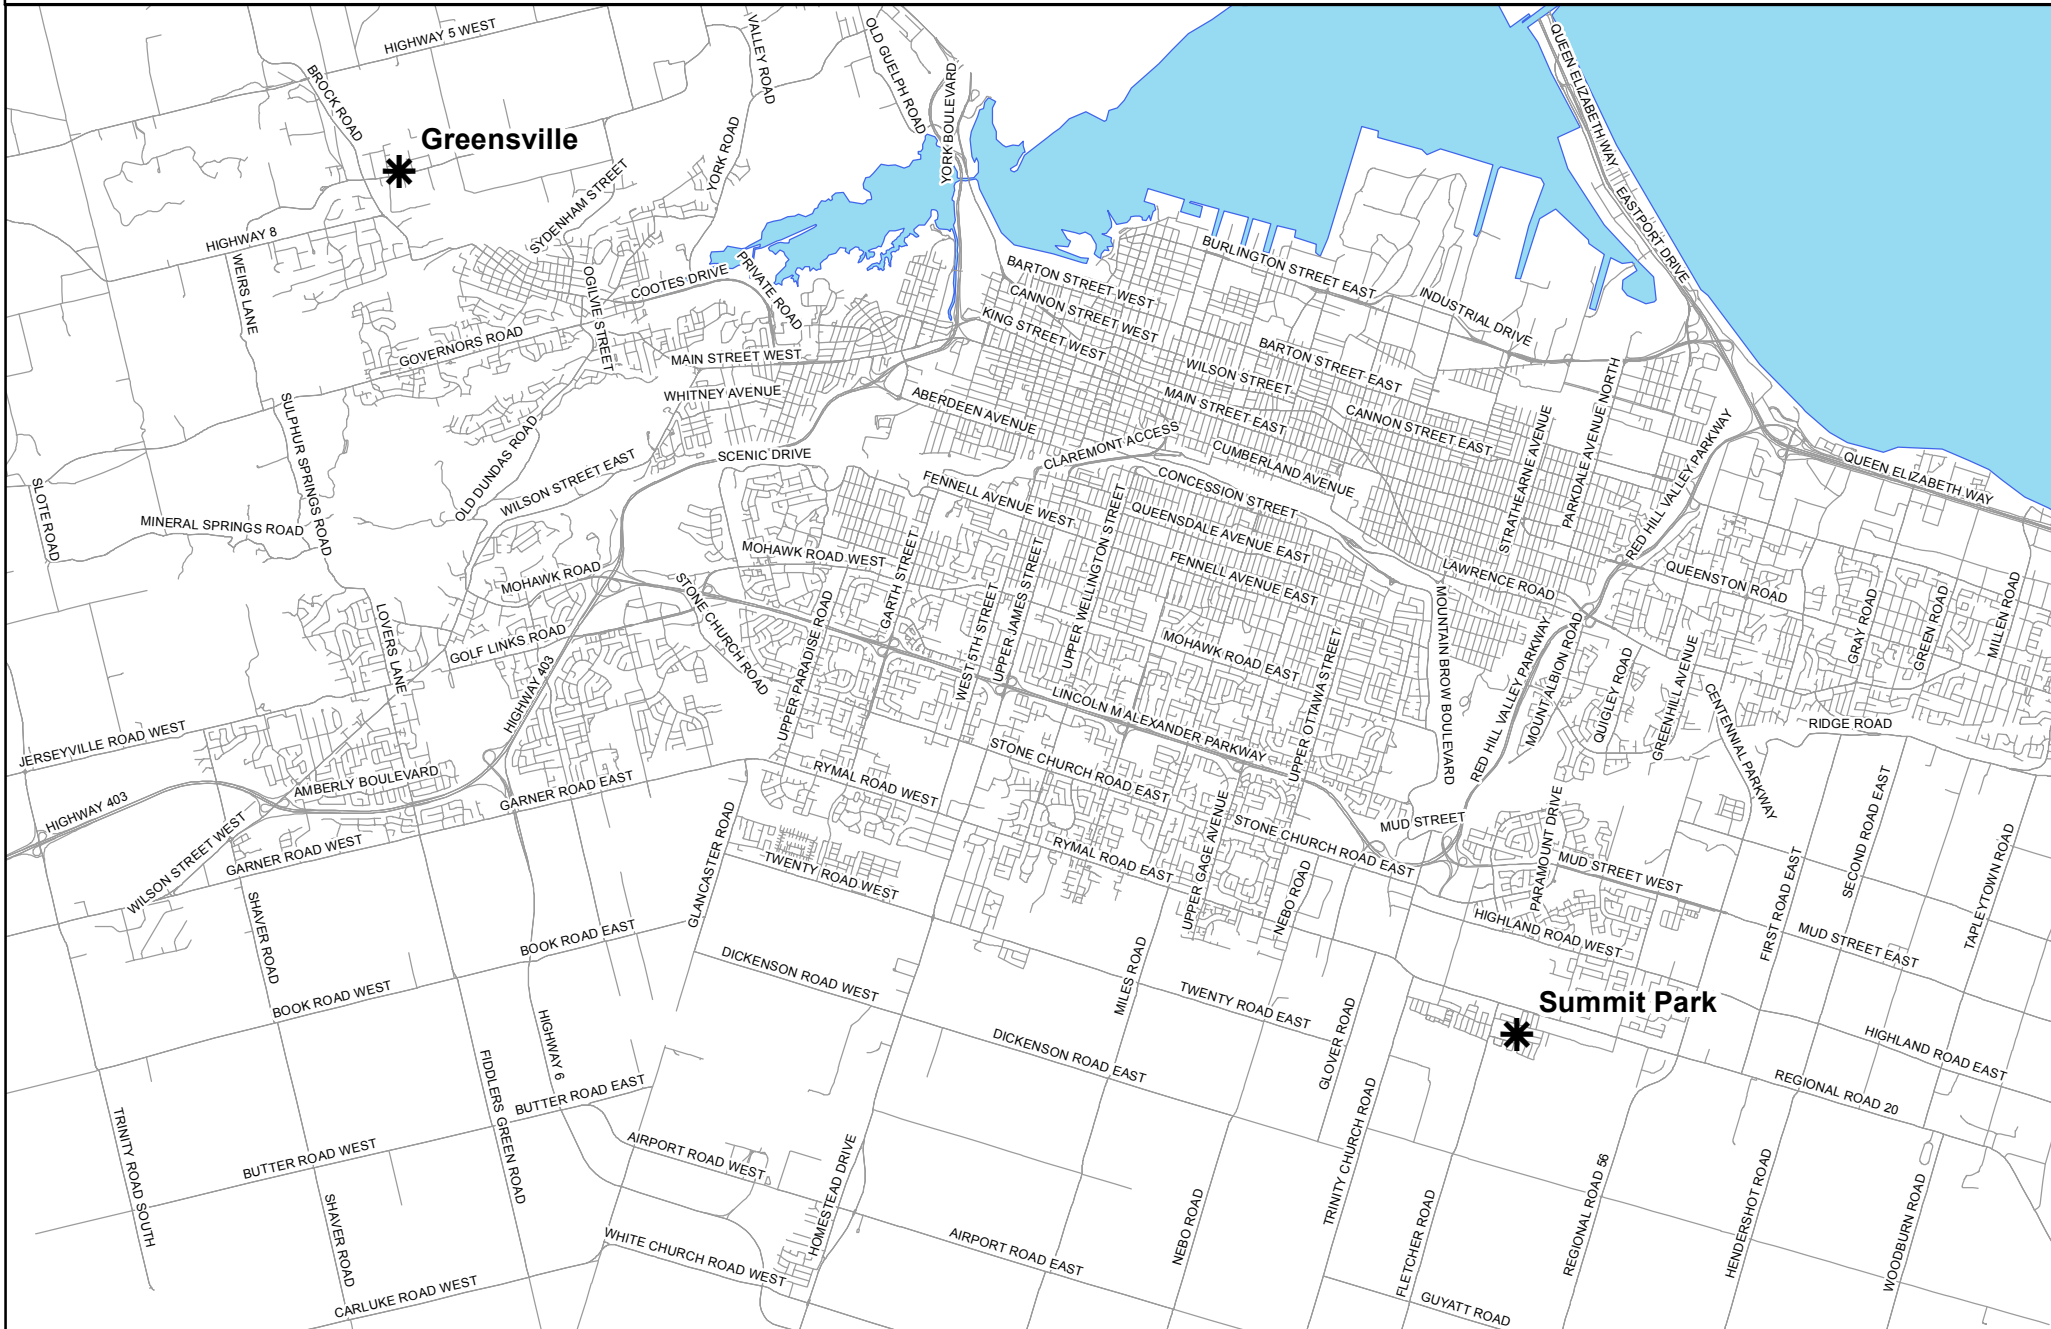 HIGHWAY 5 WEST
BROCK ROAD
VALLEY ROAD
OLD GUELPH ROAD
YORK BOULEVARD
QUEEN ELIZABETH WAY
Greensville
YORK ROAD
SYDENHAM STREET
EASTPORT DRIVE
HIGHWAY 8
WEIRS LANE
OGILVIE STREET
COOTES DRIVE
PRIVATE ROAD
BARTON STREET WEST
BURLINGTON STREET EAST
INDUSTRIAL DRIVE
CANNON STREET WEST
KING STREET WEST
GOVERNORS ROAD
MAIN STREET WEST
WHITNEY AVENUE
WILSON STREET
BARTON STREET EAST
ABERDEEN AVENUE
MAIN STREET EAST
CANNON STREET EAST
STRATHEARNE AVENUE
PARKDALE AVENUE NORTH
RED HILL VALLEY PARKWAY
SULPHUR SPRINGS ROAD
OLD DUNDAS ROAD
WILSON STREET EAST
SCENIC DRIVE
CLAREMONT ACCESS
CUMBERLAND AVENUE
CONCESSION STREET
QUEEN ELIZABETH WAY
SLOTE ROAD
MINERAL SPRINGS ROAD
FENNELL AVENUE WEST
QUEENSDALE AVENUE EAST
FENNELL AVENUE EAST
MOHAWK ROAD WEST
MOHAWK ROAD
STONE CHURCH ROAD
GARTH STREET
WEST 5TH STREET
UPPER JAMES STREET
UPPER WELLINGTON STREET
LAWRENCE ROAD
QUEENSTON ROAD
LOVERS LANE
GOLF LINKS ROAD
HIGHWAY 403
UPPER PARADISE ROAD
MOHAWK ROAD EAST
UPPER OTTAWA STREET
MOUNTAIN BROW BOULEVARD
RED HILL VALLEY PARKWAY
MOUNT ALBION ROAD
QUIGLEY ROAD
GREENHILL AVENUE
CENTENNIAL PARKWAY
GRAY ROAD
GREEN ROAD
MILLEN ROAD
RIDGE ROAD
JERSEYVILLE ROAD WEST
LINCOLN M ALEXANDER PARKWAY
STONE CHURCH ROAD EAST
AMBERLY BOULEVARD
GARNER ROAD EAST
RYMAL ROAD WEST
HIGHWAY 403
WILSON STREET WEST
GARNER ROAD WEST
GLANCASTER ROAD
TWENTY ROAD WEST
RYMAL ROAD EAST
UPPER GAGE AVENUE
STONE CHURCH ROAD EAST
NEBO ROAD
MUD STREET
PARAMOUNT DRIVE
MUD STREET WEST
HIGHLAND ROAD WEST
FIRST ROAD EAST
SECOND ROAD EAST
TAPLEYTOWN ROAD
MUD STREET EAST
SHAVER ROAD
BOOK ROAD EAST
BOOK ROAD WEST
DICKENSON ROAD WEST
MILES ROAD
TWENTY ROAD EAST
GLOVER ROAD
Summit Park
HIGHLAND ROAD EAST
REGIONAL ROAD 20
HIGHWAY 6
FIDDLERS GREEN ROAD
BUTTER ROAD EAST
DICKENSON ROAD EAST
TRINITY ROAD SOUTH
BUTTER ROAD WEST
SHAVER ROAD
AIRPORT ROAD WEST
HOMESTEAD DRIVE
TRINITY CHURCH ROAD
NEBO ROAD
FLETCHER ROAD
REGIONAL ROAD 56
HENDERSHOT ROAD
WOODBURN ROAD
WHITE CHURCH ROAD WEST
AIRPORT ROAD EAST
CARLUKE ROAD WEST
GUYATT ROAD